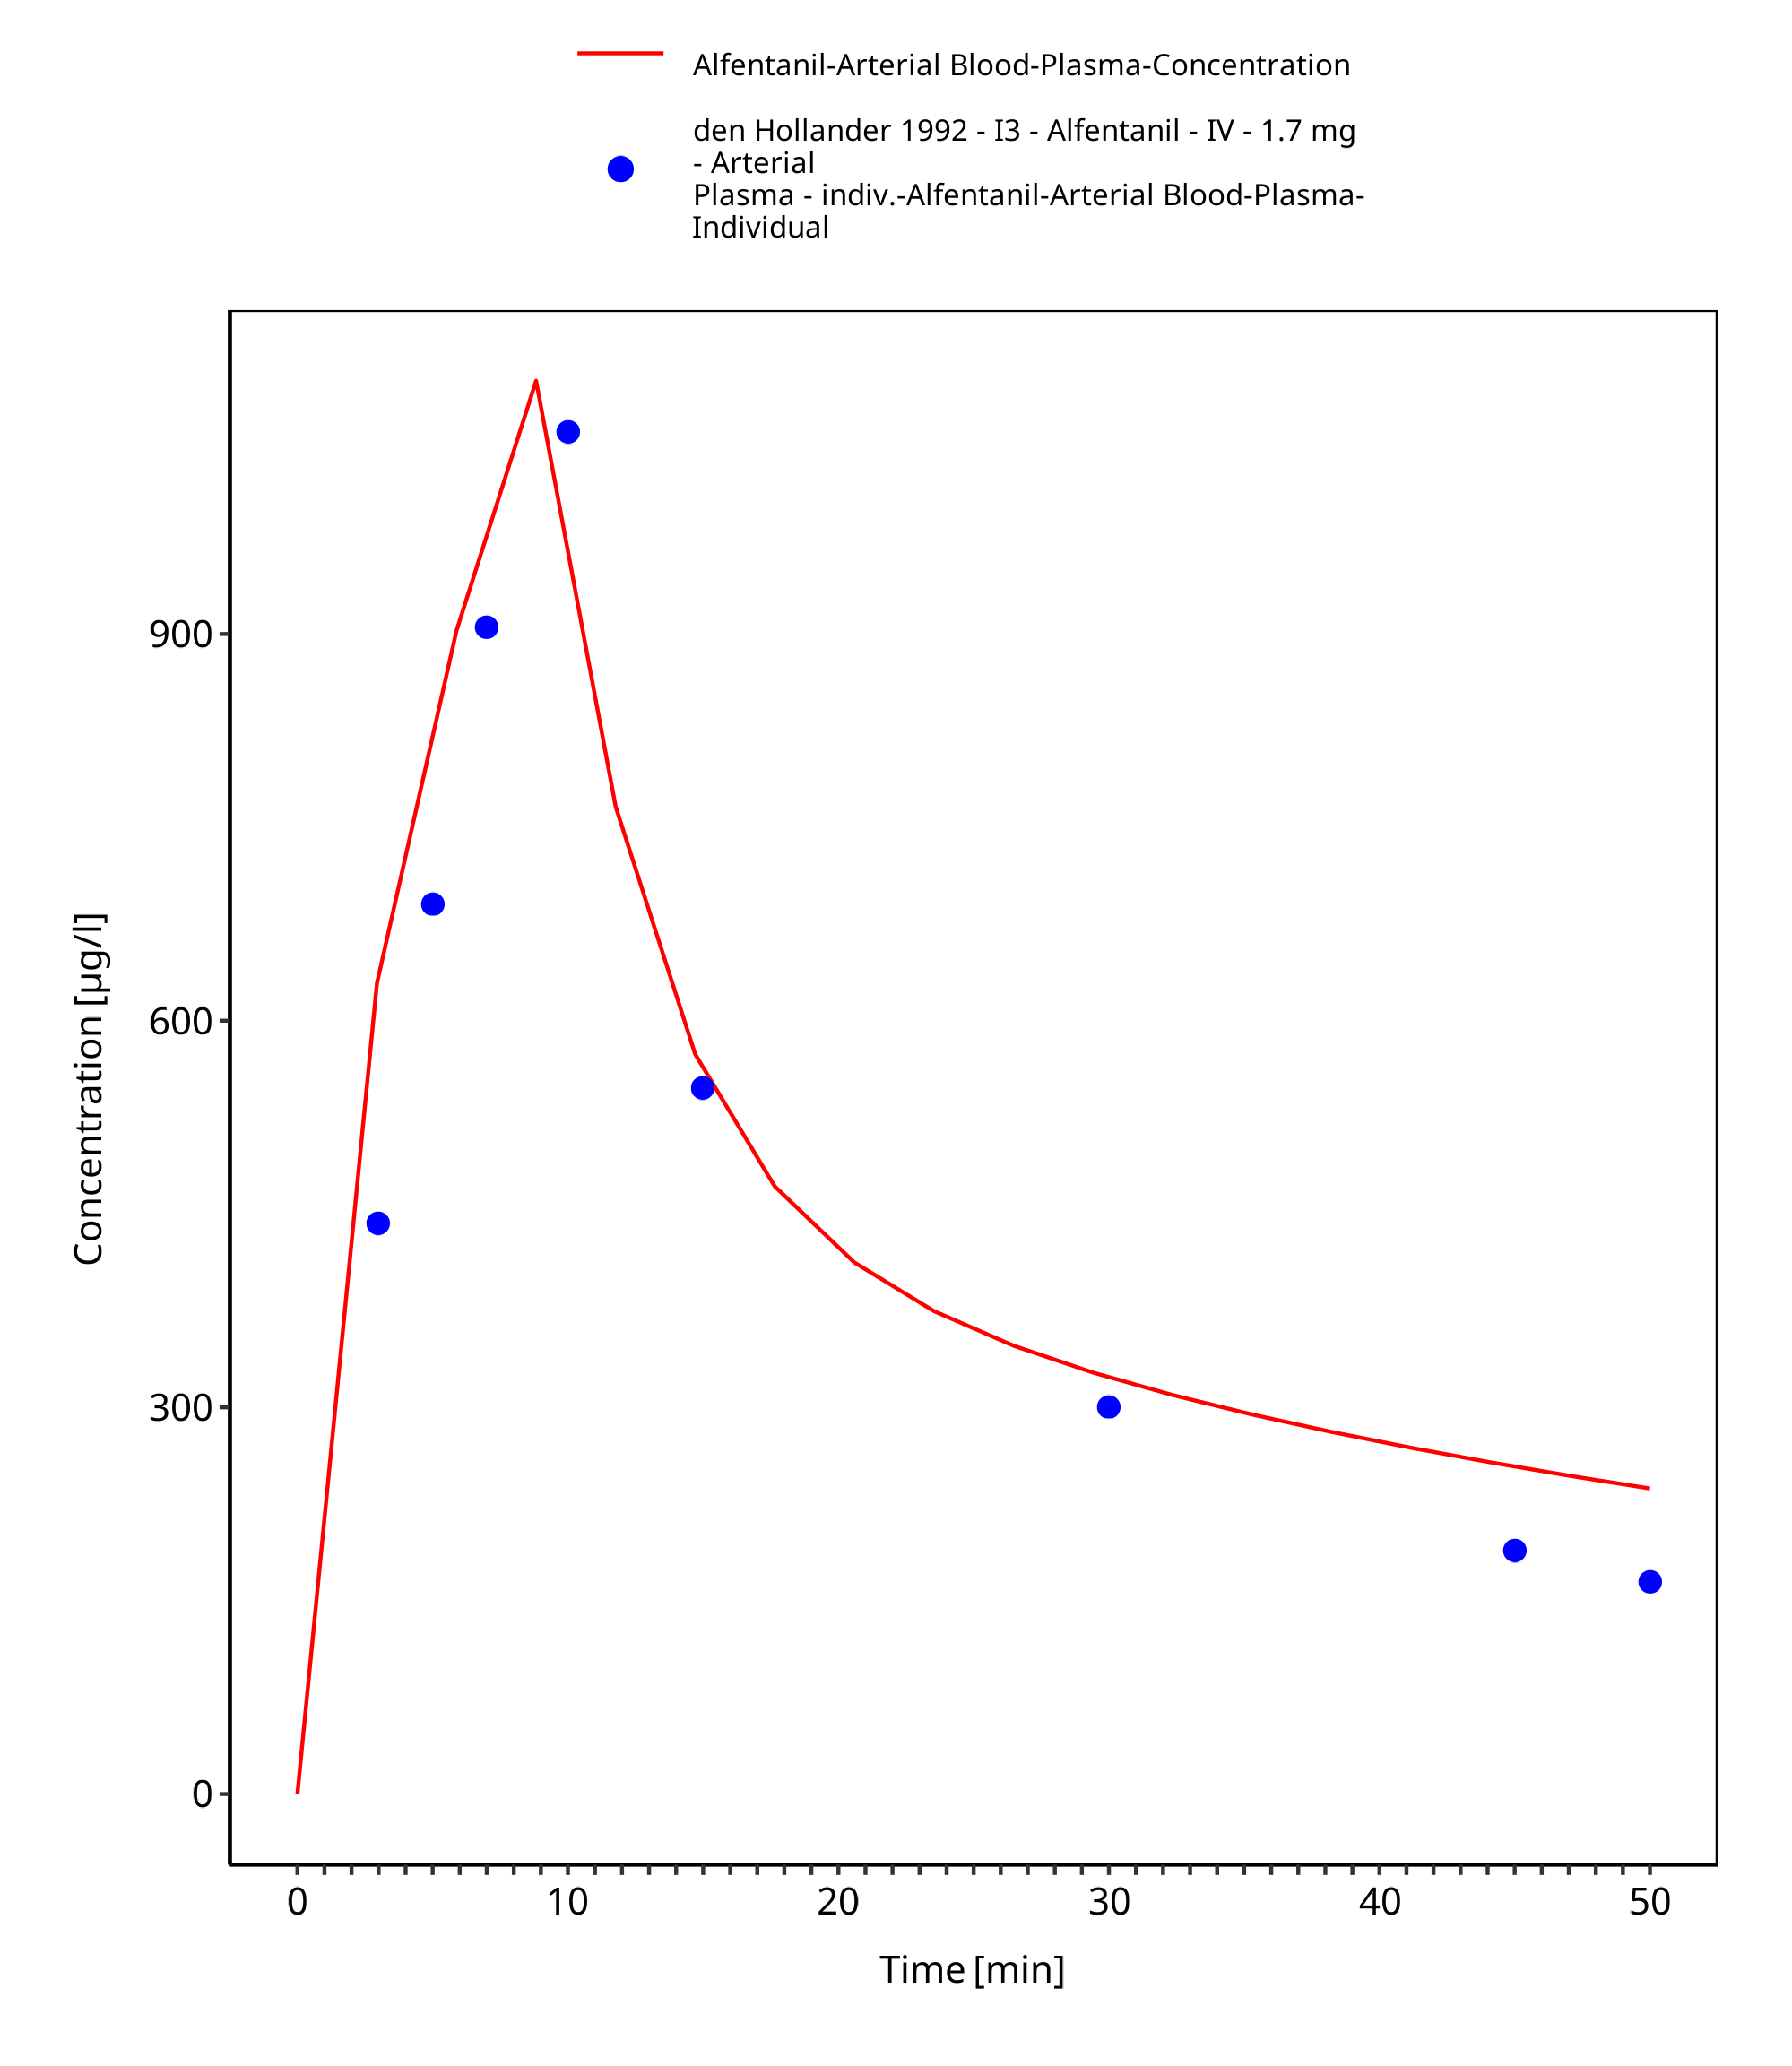 Alfentanil-Arterial Blood-Plasma-Concentration
den Hollander 1992 - I3 - Alfentanil - IV - 1.7 mg
- Arterial
Plasma - indiv.-Alfentanil-Arterial Blood-Plasma-
Individual
900
600
300
0
Concentration [µg/l]
0 10 20 30 40 50
Time [min]